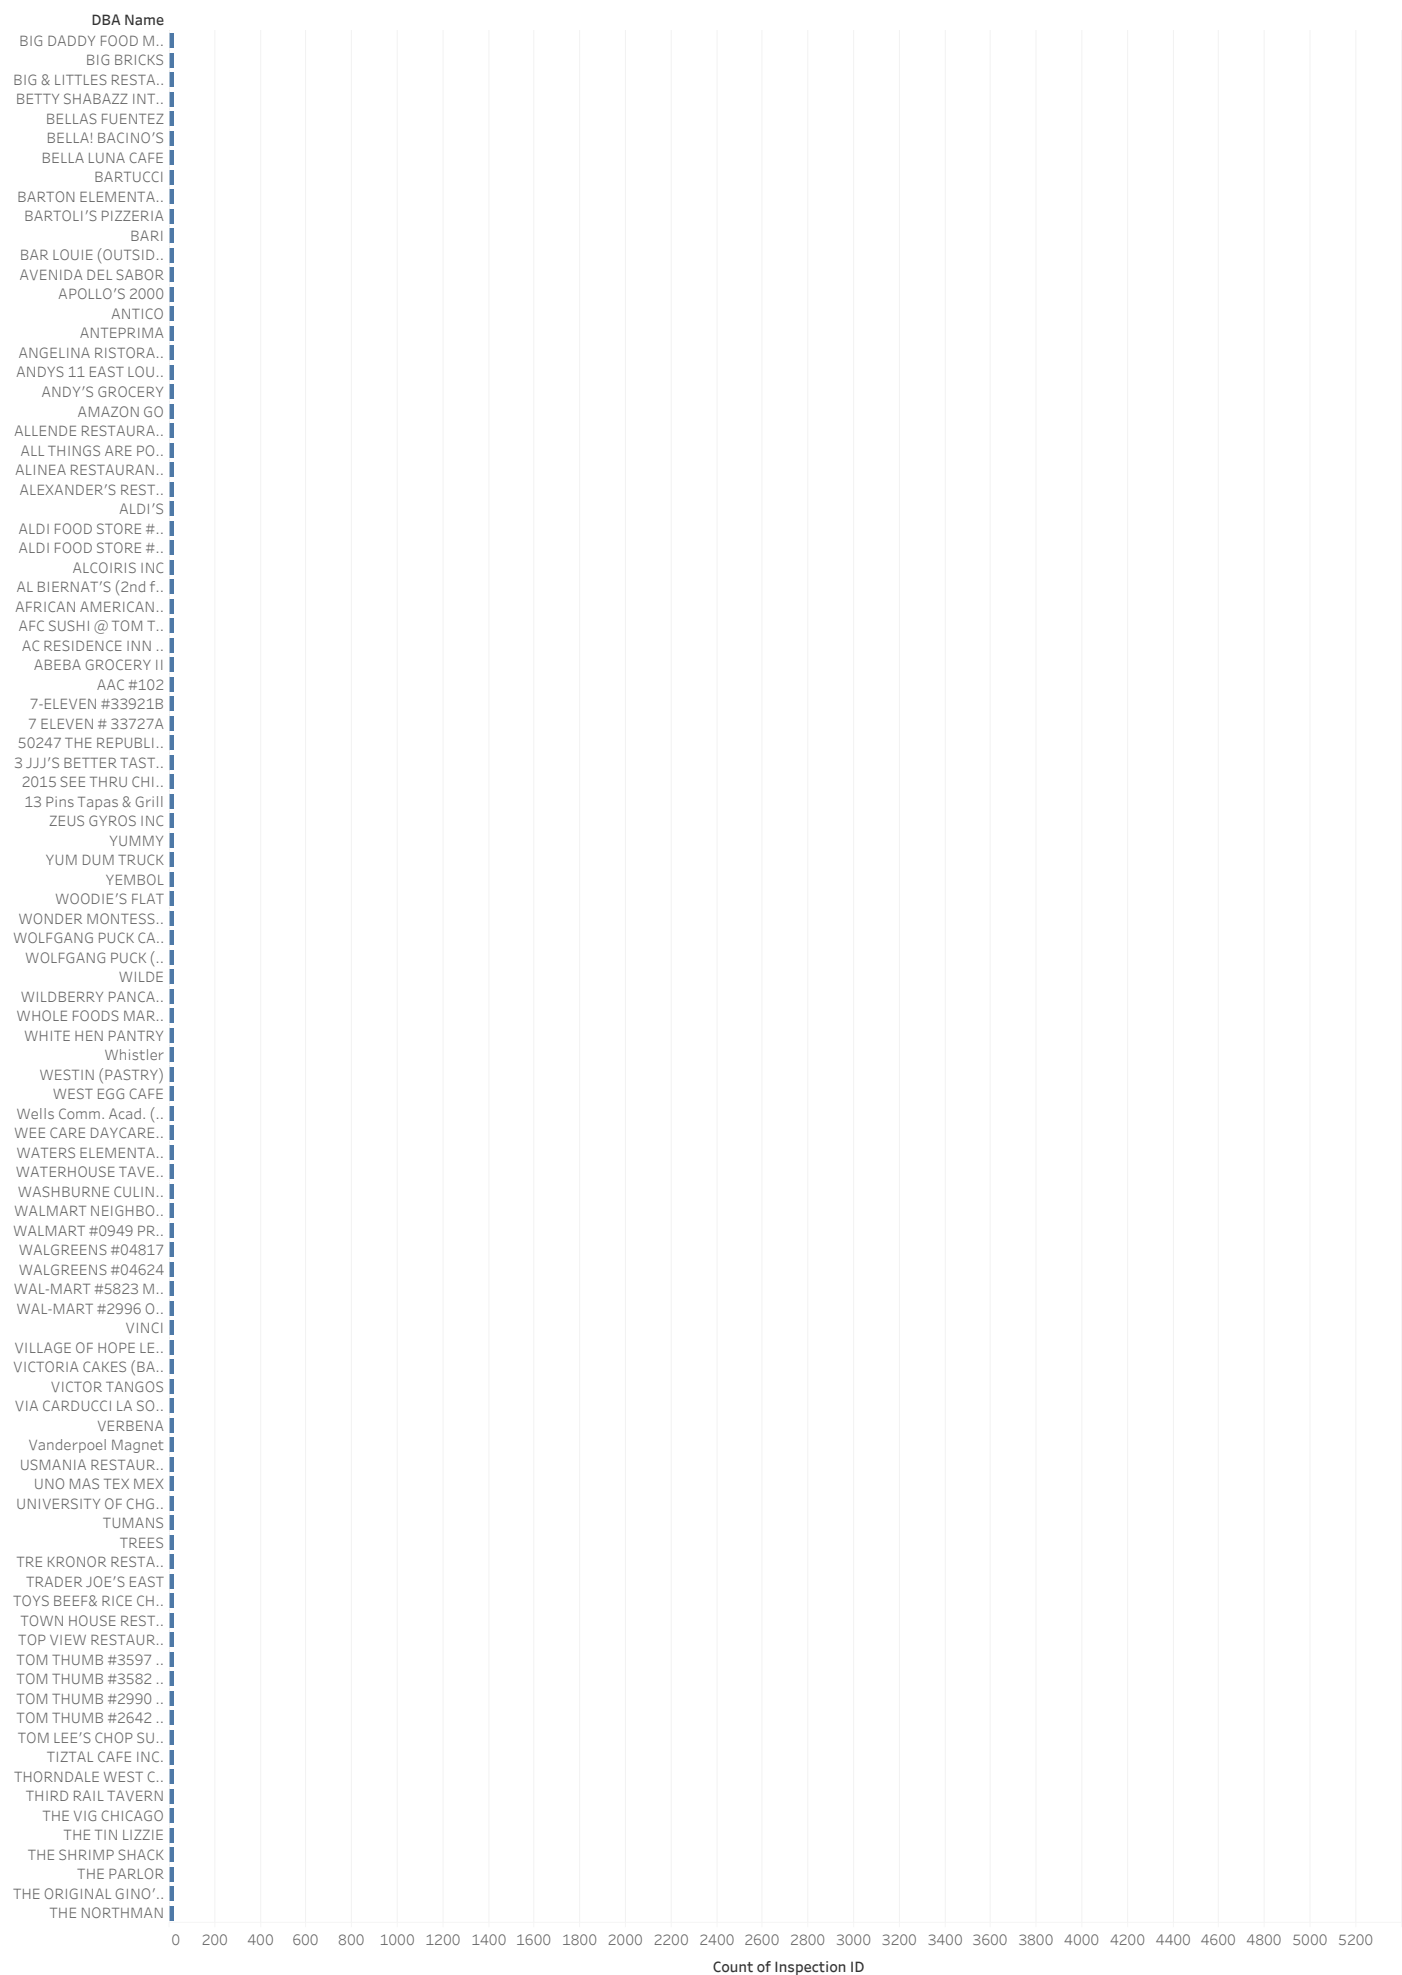 DBA Name
BIG DADDY FOOD M..
BIG BRICKS
BIG & LITTLES RESTA..
BETTY SHABAZZ INT..
BELLAS FUENTEZ
BELLA! BACINO'S
BELLA LUNA CAFE
BARTUCCI
BARTON ELEMENTA..
BARTOLI'S PIZZERIA
BARI
BAR LOUIE (OUTSID..
AVENIDA DEL SABOR
APOLLO'S 2000
ANTICO
ANTEPRIMA
ANGELINA RISTORA..
ANDYS 11 EAST LOU..
ANDY'S GROCERY
AMAZON GO
ALLENDE RESTAURA..
ALL THINGS ARE PO..
ALINEA RESTAURAN..
ALEXANDER'S REST..
ALDI'S
ALDI FOOD STORE #..
ALDI FOOD STORE #..
ALCOIRIS INC
AL BIERNAT'S (2nd f..
AFRICAN AMERICAN..
AFC SUSHI @ TOM T..
AC RESIDENCE INN ..
ABEBA GROCERY II
AAC #102
7-ELEVEN #33921B
7 ELEVEN # 33727A
50247 THE REPUBLI..
3 JJJ'S BETTER TAST..
2015 SEE THRU CHI..
13 Pins Tapas & Grill
ZEUS GYROS INC
YUMMY
YUM DUM TRUCK
YEMBOL
WOODIE'S FLAT
WONDER MONTESS..
WOLFGANG PUCK CA..
WOLFGANG PUCK (..
WILDE
WILDBERRY PANCA..
WHOLE FOODS MAR..
WHITE HEN PANTRY
Whistler
WESTIN (PASTRY)
WEST EGG CAFE
Wells Comm. Acad. (..
WEE CARE DAYCARE..
WATERS ELEMENTA..
WATERHOUSE TAVE..
WASHBURNE CULIN..
WALMART NEIGHBO..
WALMART #0949 PR..
WALGREENS #04817
WALGREENS #04624
WAL-MART #5823 M..
WAL-MART #2996 O..
VINCI
VILLAGE OF HOPE LE..
VICTORIA CAKES (BA..
VICTOR TANGOS
VIA CARDUCCI LA SO..
VERBENA
Vanderpoel Magnet
USMANIA RESTAUR..
UNO MAS TEX MEX
UNIVERSITY OF CHG..
TUMANS
TREES
TRE KRONOR RESTA..
TRADER JOE'S EAST
TOYS BEEF& RICE CH..
TOWN HOUSE REST..
TOP VIEW RESTAUR..
TOM THUMB #3597 ..
TOM THUMB #3582 ..
TOM THUMB #2990 ..
TOM THUMB #2642 ..
TOM LEE'S CHOP SU..
TIZTAL CAFE INC.
THORNDALE WEST C..
THIRD RAIL TAVERN
THE VIG CHICAGO
THE TIN LIZZIE
THE SHRIMP SHACK
THE PARLOR
THE ORIGINAL GINO'..
THE NORTHMAN
0 200 400 600 800 1000 1200 1400 1600 1800 2000 2200 2400 2600 2800 3000 3200 3400 3600 3800 4000 4200 4400 4600 4800 5000 5200
Count of Inspection ID